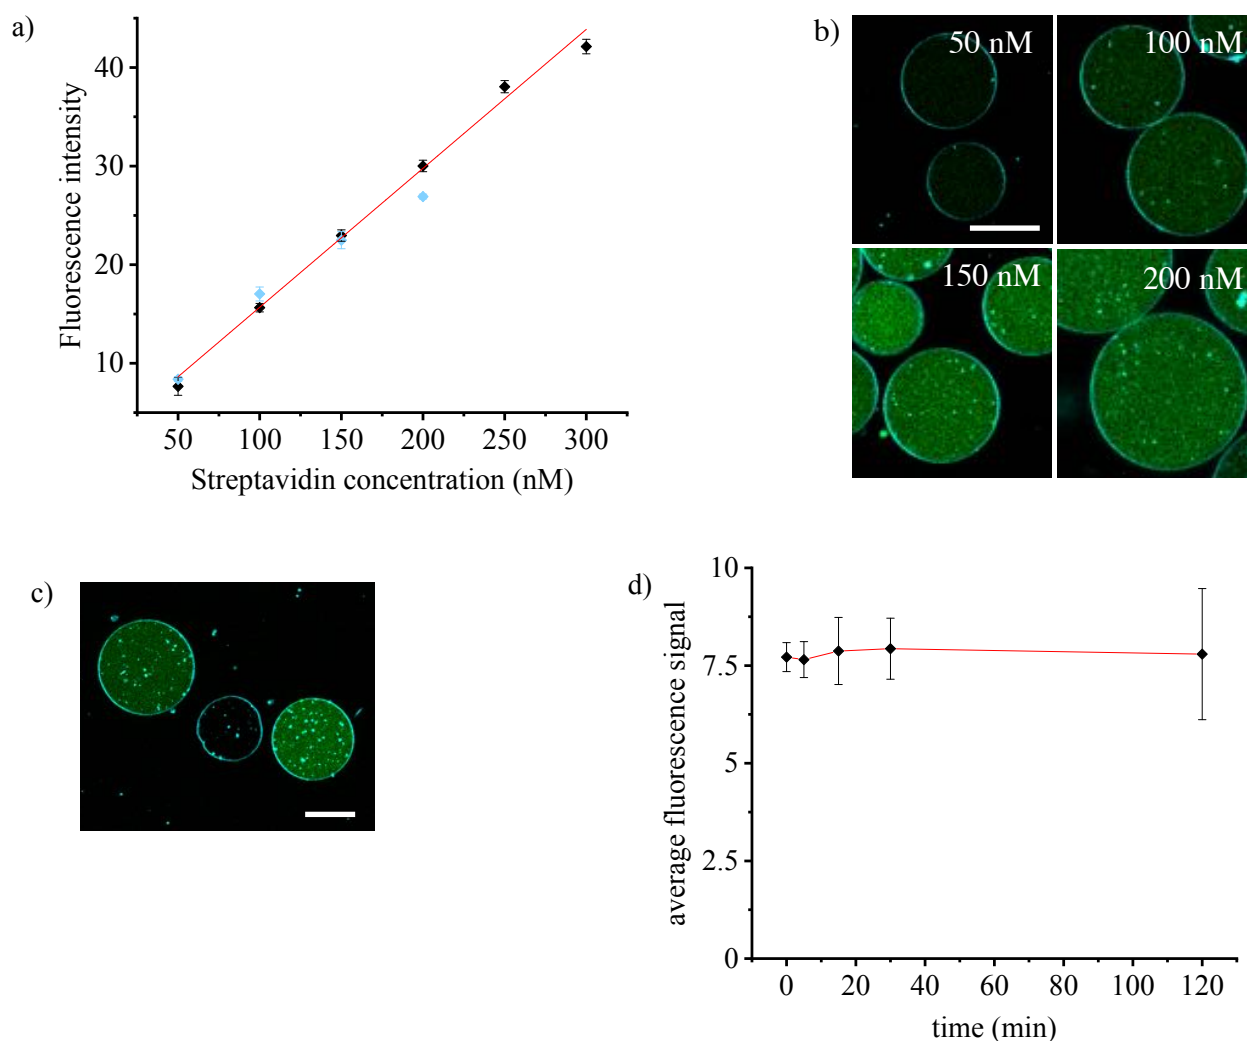 a)
40
30
20
10
Fluorescence intensity
50 100 150 200 250 300
Streptavidin concentration (nM)
b)
50 nM
100 nM
150 nM
200 nM
c)
d)
10
7.5
5
2.5
0
average fluorescence signal
0 20 40 60 80 100 120
time (min)